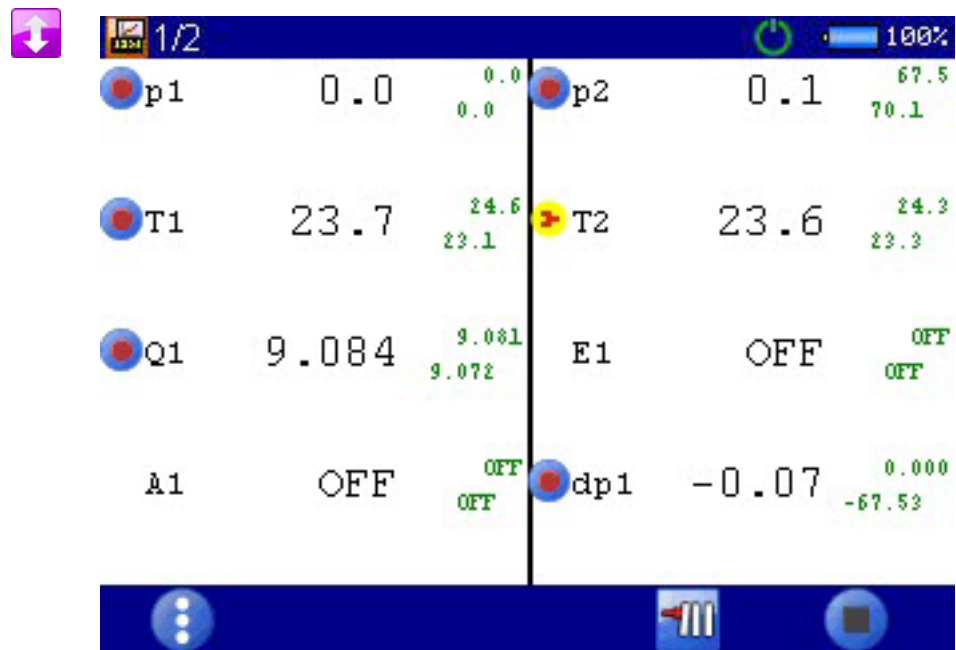 1/2 100%
p1 0.0 0.0 0.0 p2 0.1 67.5 70.1
T1 23.7 24.6 23.1 T2 23.6 24.3 23.3
Q1 9.084 9.081 9.072 E1 OFF OFF OFF
A1 OFF OFF OFF dp1 -0.07 0.000 -67.53